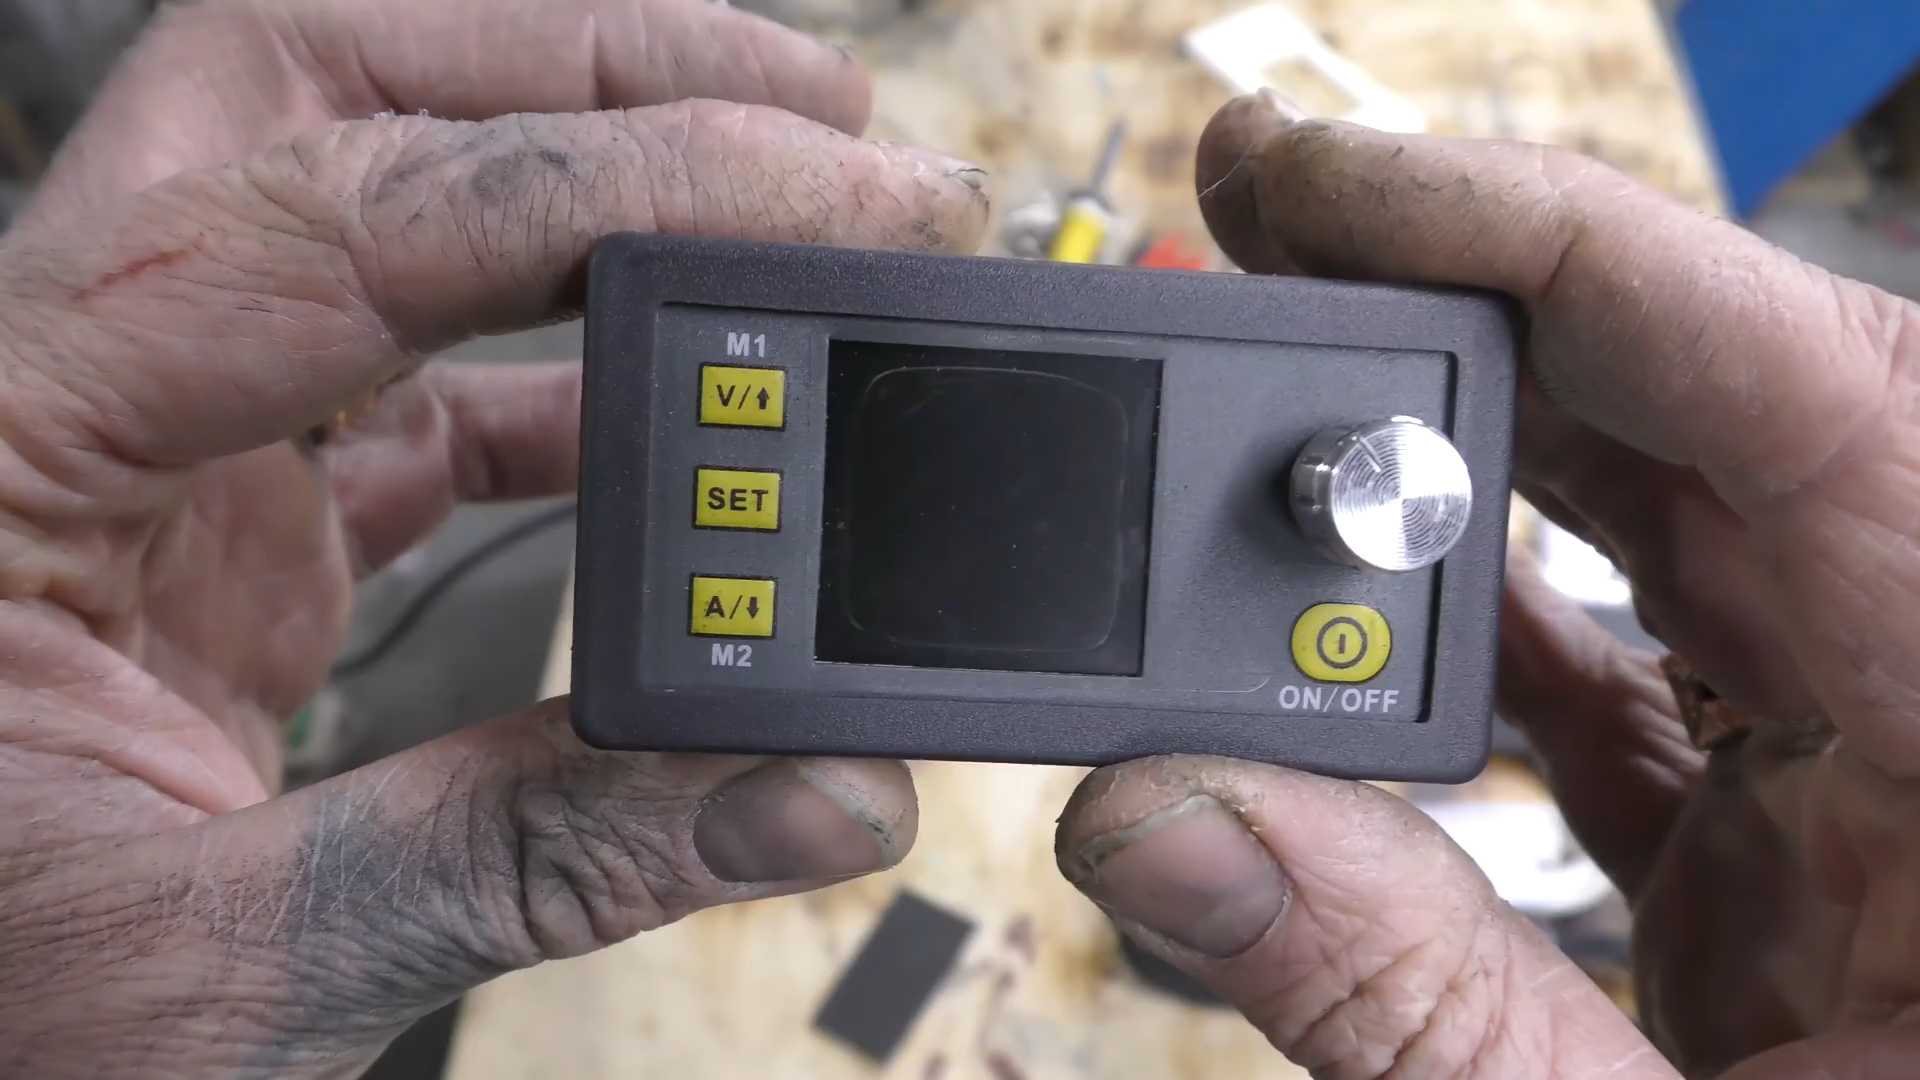 M1
V/⬆
SET
A/⬇
M2
ON/OFF